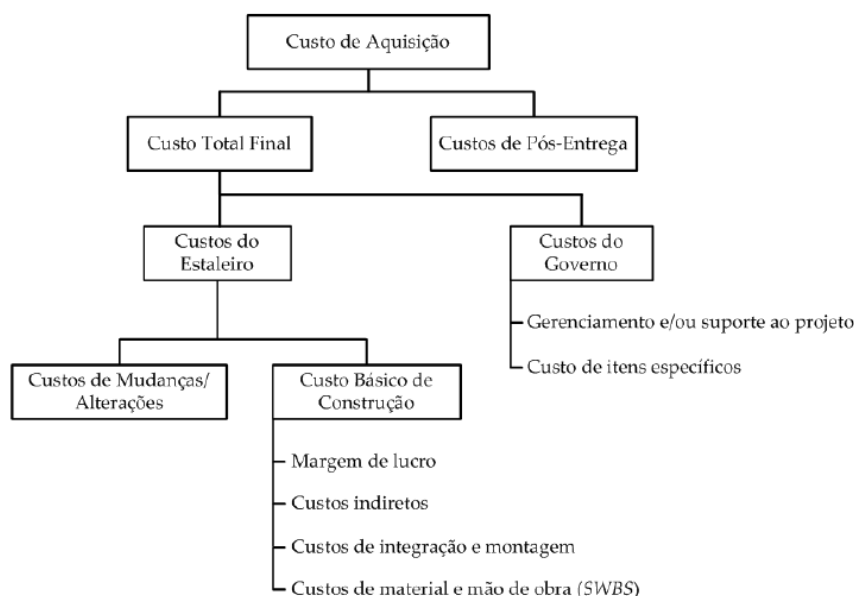 Custo de Aquisição
Custo Total Final
Custos de Pós-Entrega
Custos do
Estaleiro
Custos do
Governo
Gerenciamento e/ou suporte ao projeto
Custo de itens específicos
Custos de Mudanças/
Alterações
Custo Básico de
Construção
Margem de lucro
Custos indiretos
Custos de integração e montagem
Custos de material e mão de obra (SWBS)